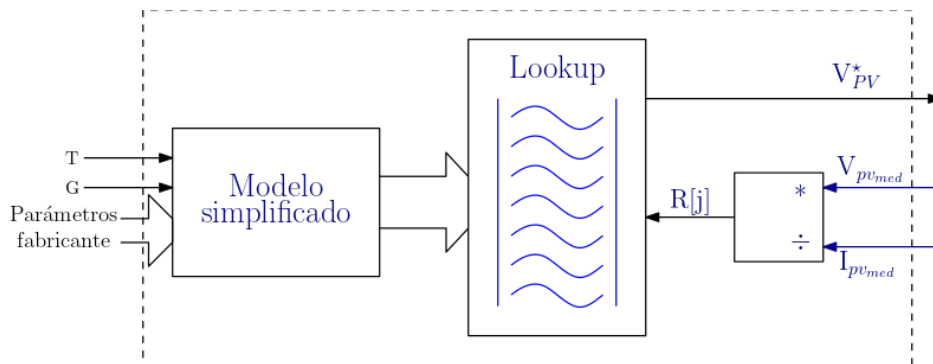 Lookup
V*PV
T
G
Parámetros
fabricante
Modelo
simplificado
R[j]
*
÷
Vpvmed
Ipvmed